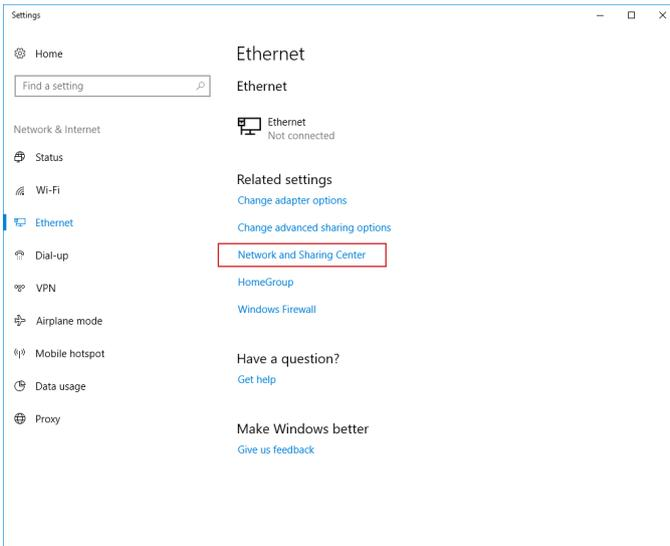 Settings
Home
Find a setting
Network & Internet
Status
Wi-Fi
Ethernet
Dial-up
VPN
Airplane mode
Mobile hotspot
Data usage
Proxy
Ethernet
Ethernet
Ethernet
Not connected
Related settings
Change adapter options
Change advanced sharing options
Network and Sharing Center
HomeGroup
Windows Firewall
Have a question?
Get help
Make Windows better
Give us feedback